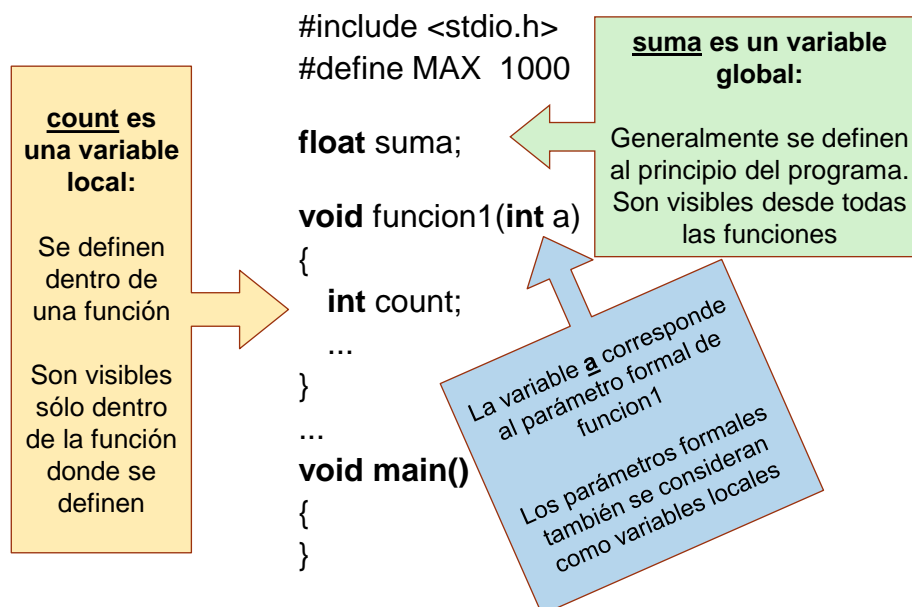 #include <stdio.h>
#define MAX 1000
float suma;
void funcion1(int a)
{
int count;
...
}
...
void main()
{
}
count es
una variable
local:
Se definen
dentro de
una función
Son visibles
sólo dentro
de la función
donde se
definen
suma es un variable
global:
Generalmente se definen
al principio del programa.
Son visibles desde todas
las funciones
La variable a corresponde
al parámetro formal de
funcion1
Los parámetros formales
también se consideran
como variables locales